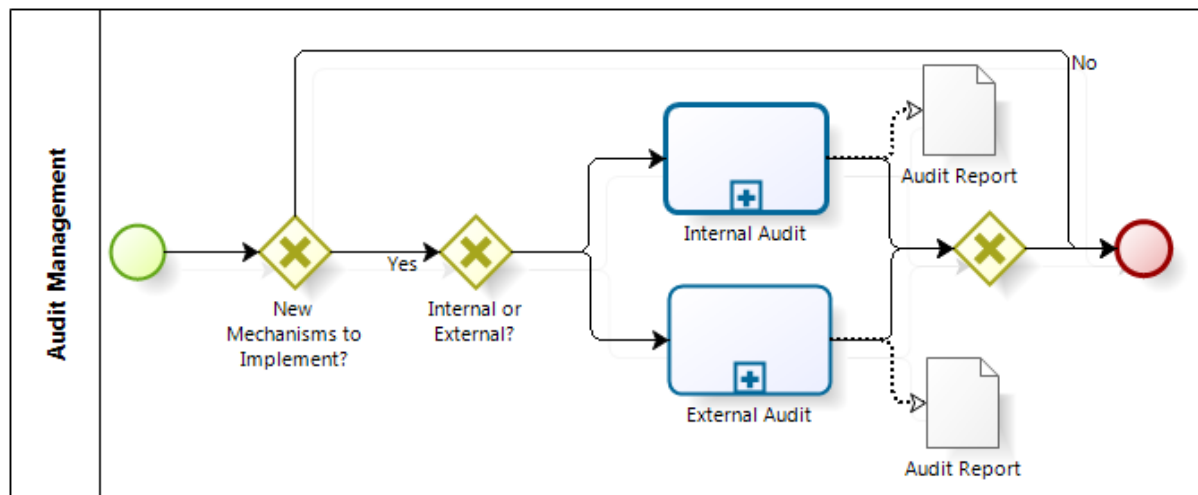 Audit Management
No
Audit Report
Internal Audit
Yes
New
Mechanisms to
Implement?
Internal or
External?
External Audit
Audit Report